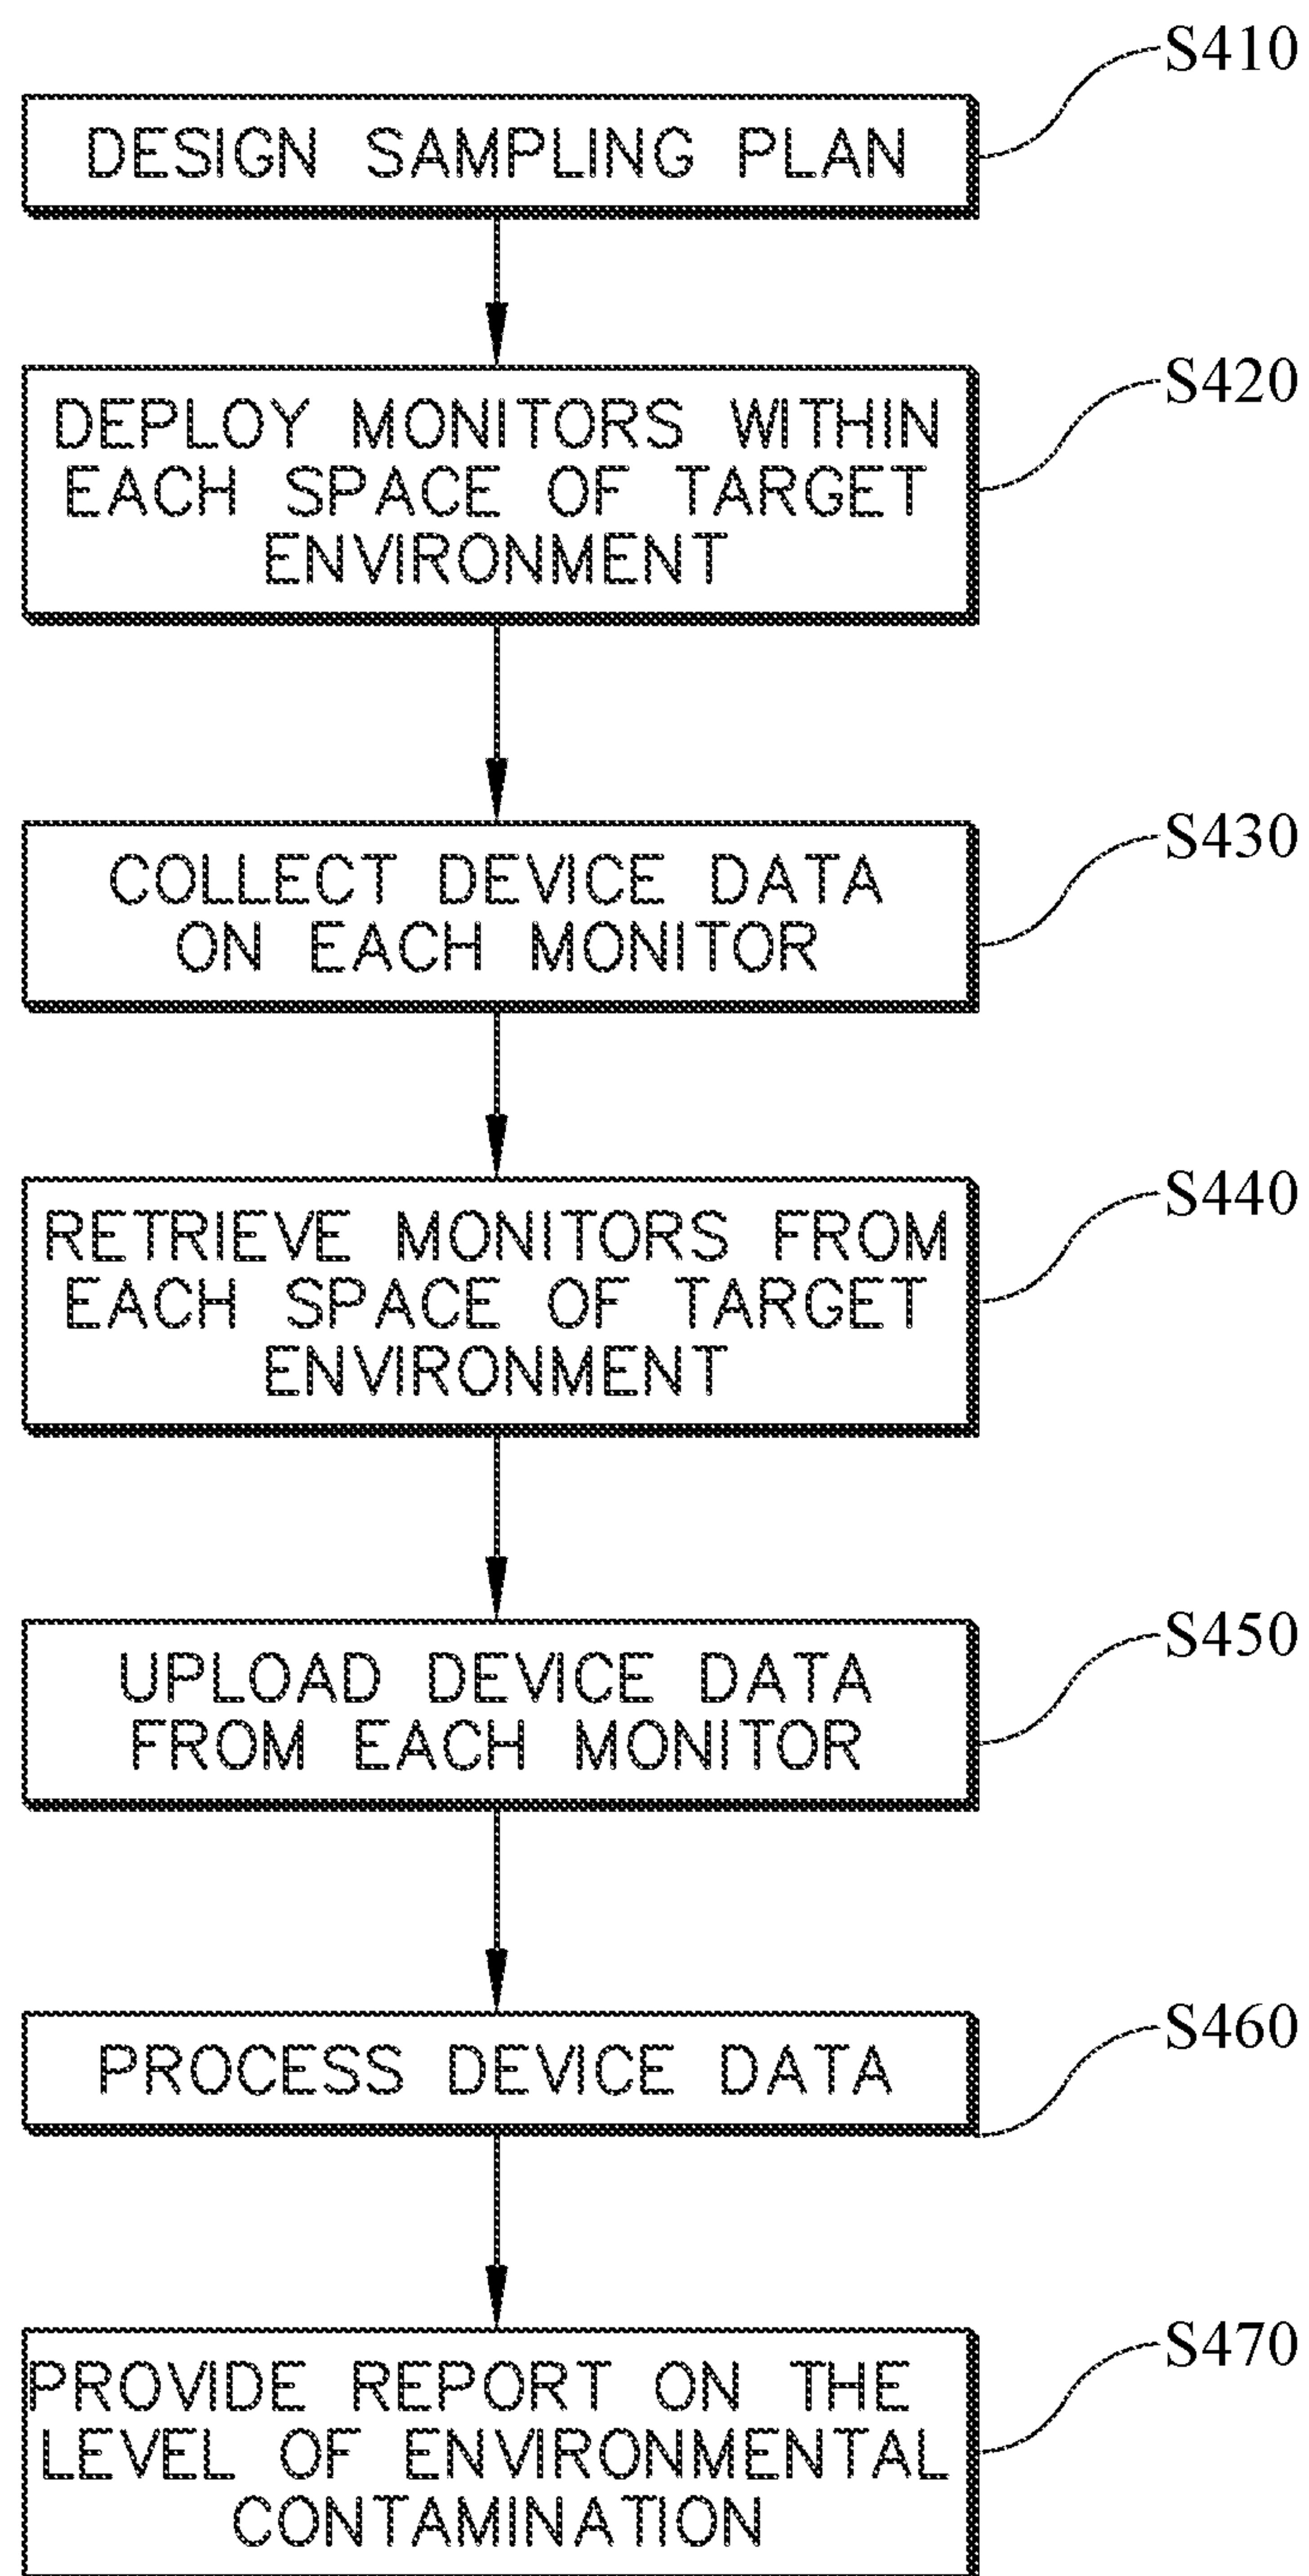 S410
DESIGN SAMPLING PLAN
S420
DEPLOY MONITORS WITHIN
EACH SPACE OF TARGET
ENVIRONMENT
S430
COLLECT DEVICE DATA
ON EACH MONITOR
S440
RETRIEVE MONITORS FROM
EACH SPACE OF TARGET
ENVIRONMENT
S450
UPLOAD DEVICE DATA
FROM EACH MONITOR
S460
PROCESS DEVICE DATA
S470
PROVIDE REPORT ON THE
LEVEL OF ENVIRONMENTAL
CONTAMINATION